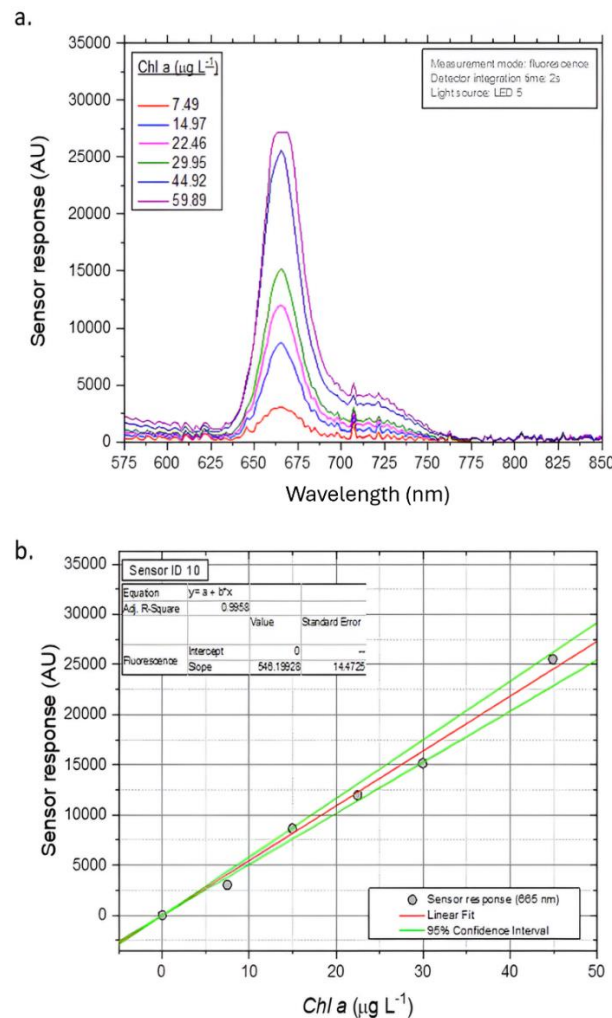 a.
35000
30000
25000
20000
15000
10000
5000
0
Sensor response (AU)
Chl a (μg L⁻¹)
7.49
14.97
22.46
29.95
44.92
59.89
Measurement mode: fluorescence
Detector integration time: 2s
Light source: LED 5
575 600 625 650 675 700 725 750 775 800 825 850
Wavelength (nm)
b.
35000
30000
25000
20000
15000
10000
5000
0
Sensor response (AU)
Sensor ID 10
Equation y= a + b*x
Adj. R-Square 0.9958
Value Standard Error
Fluorescence Intercept 0 --
Slope 546.19928 14.4725
Sensor response (665 nm)
Linear Fit
95% Confidence Interval
0 10 20 30 40 50
Chl a (μg L⁻¹)